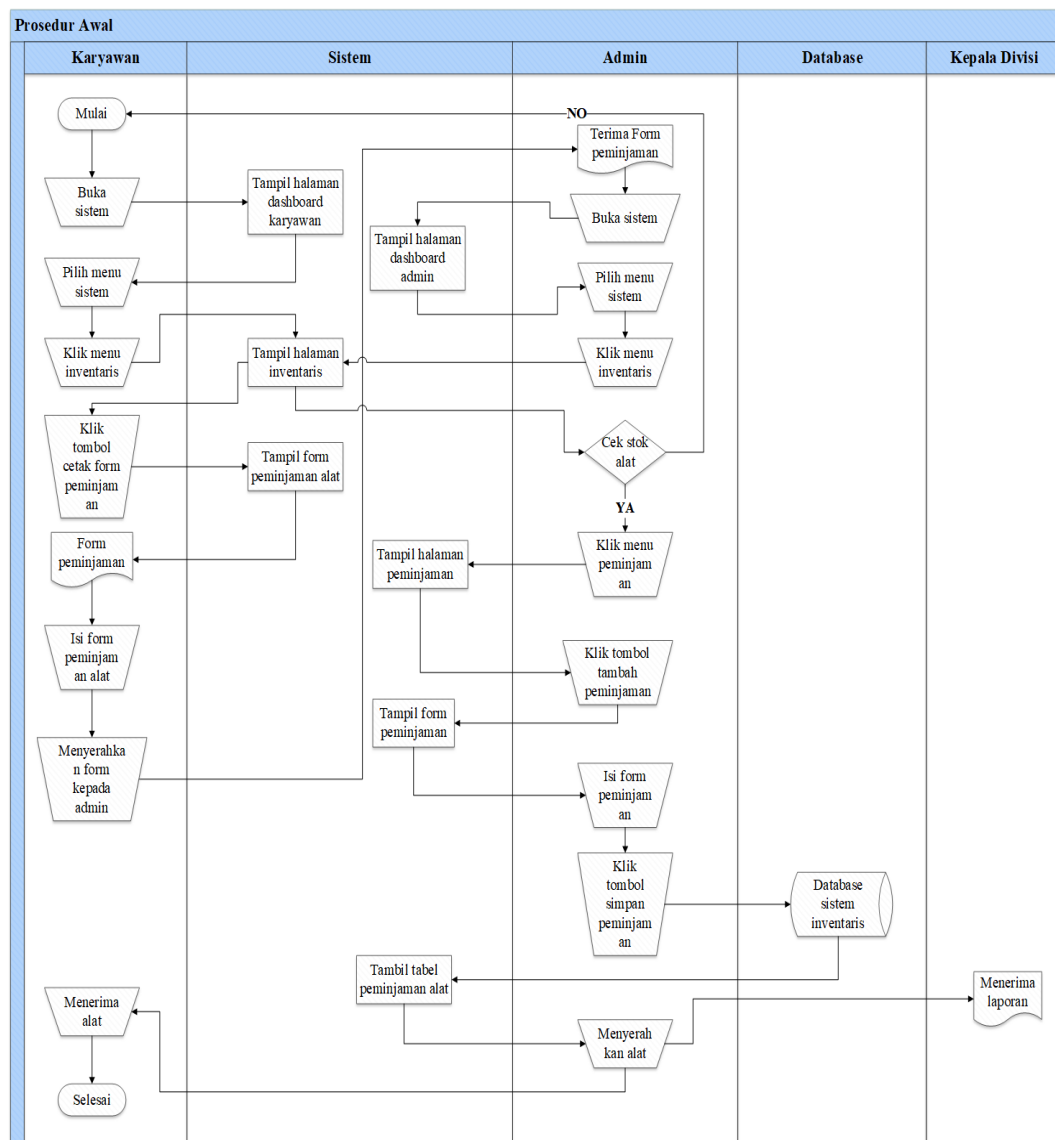 Prosedur Awal
Karyawan
Sistem
Admin
Database
Kepala Divisi
Mulai
NO
Terima Form
peminjaman
Buka
sistem
Tampil halaman
dashboard
karyawan
Buka sistem
Tampil halaman
dashboard
admin
Pilih menu
sistem
Pilih menu
sistem
Klik menu
inventaris
Tampil halaman
inventaris
Klik menu
inventaris
Klik
tombol
cetak form
peminjam
an
Tampil form
peminjaman alat
Cek stok
alat
YA
Form
peminjaman
Tampil halaman
peminjaman
Klik menu
peminjam
an
Isi form
peminjam
an alat
Klik tombol
tambah
peminjaman
Tampil form
peminjaman
Menyerahka
n form
kepada
admin
Isi form
peminjam
an
Klik
tombol
simpan
peminjam
an
Database
sistem
inventaris
Tambil tabel
peminjaman alat
Menerima
laporan
Menerima
alat
Menyerah
kan alat
Selesai